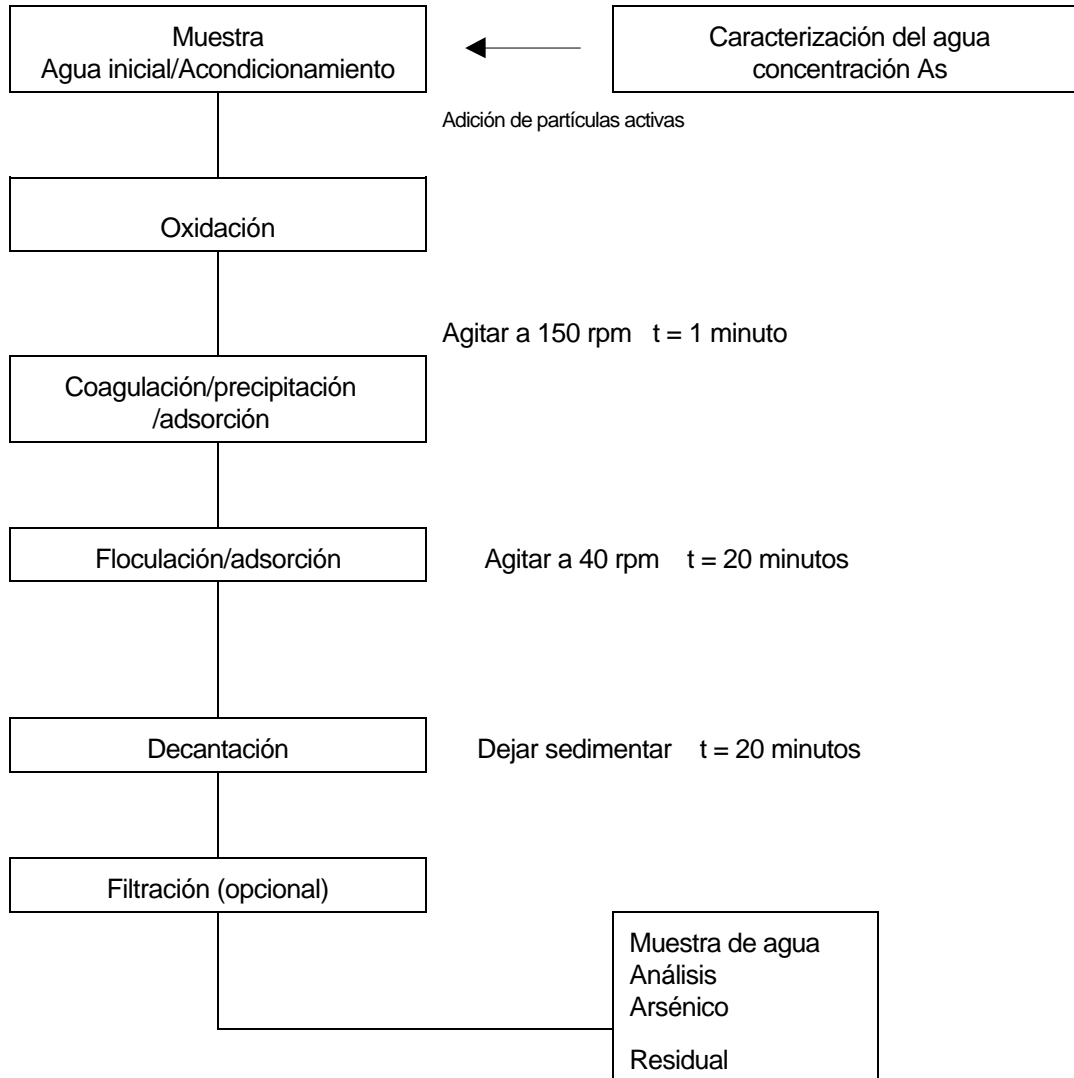 Muestra
Agua inicial/Acondicionamiento
Caracterización del agua
concentración As
Adición de partículas activas
Oxidación
Agitar a 150 rpm t = 1 minuto
Coagulación/precipitación
/adsorción
Floculación/adsorción
Agitar a 40 rpm t = 20 minutos
Decantación
Dejar sedimentar t = 20 minutos
Filtración (opcional)
Muestra de agua
Análisis
Arsénico
Residual